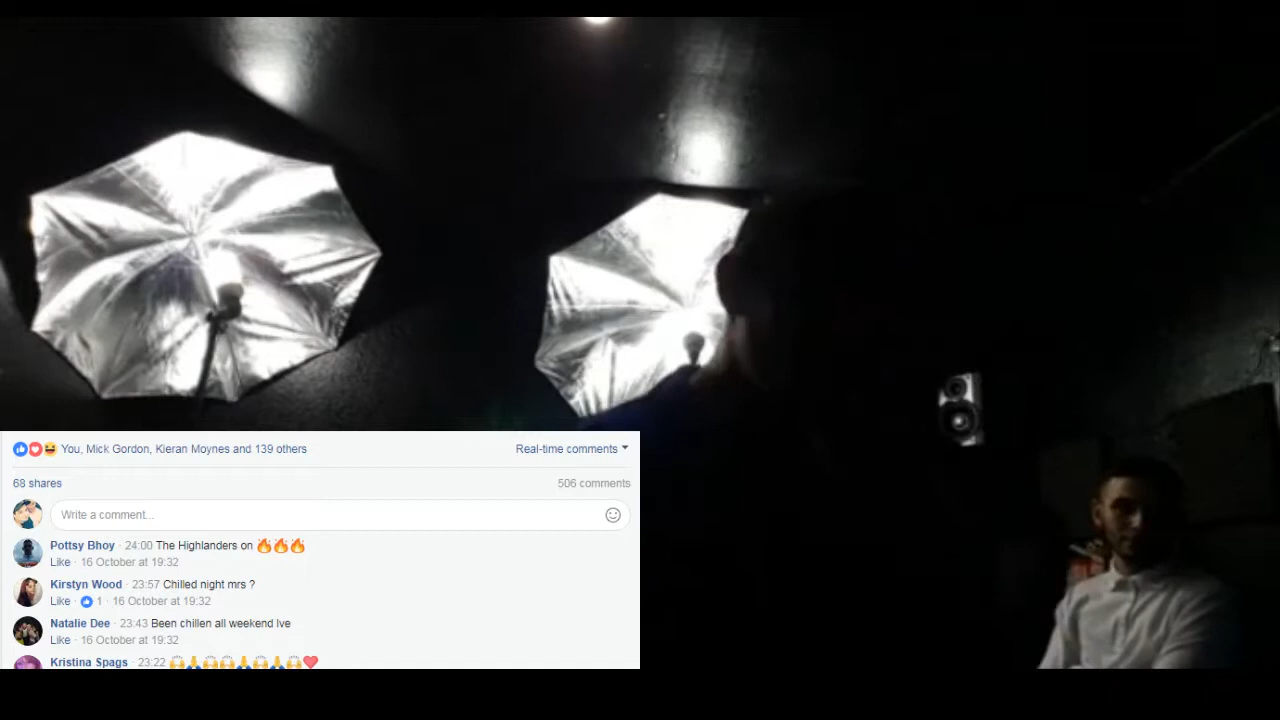 You, Mick Gordon, Kieran Moynes and 139 others
Real-time comments
68 shares
506 comments
Write a comment...
Pottsy Bhoy · 24:00 The Highlanders on 🔥🔥🔥
Like · 16 October at 19:32
Kirstyn Wood · 23:57 Chilled night mrs ?
Like · 1 · 16 October at 19:32
Natalie Dee · 23:43 Been chillen all weekend lve
Like · 16 October at 19:32
Kristina Spags · 23:22 🙌🙏🙌🙌🙏🙌🙏🙌❤️